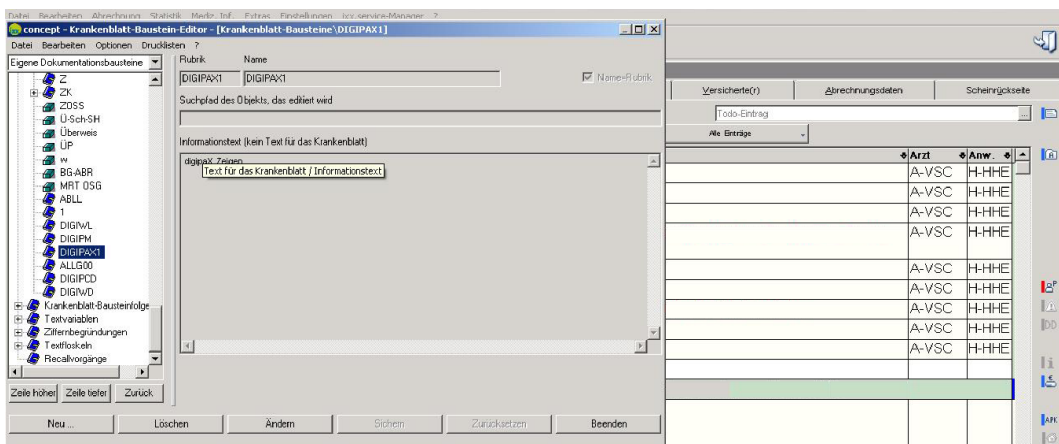 Datei Bearbeiten Abrechnung Statistik Mediz. Inf. Extras Einstellungen ixx.service-Manager ?
concept - Krankenblatt-Baustein-Editor - [Krankenblatt-Bausteine\DIGIPAX1]
Datei Bearbeiten Optionen Drucklisten ?
Eigene Dokumentationsbausteine
Z
ZK
ZOSS
Ü-Sch-SH
Überweis
ÜP
w
BG-ABR
MRT OSG
ABLL
1
DIGIWL
DIGIPM
DIGIPAX1
ALLG00
DIGIPCD
DIGIWD
Krankenblatt-Bausteinfolge
Textvariablen
Ziffernbegründungen
Textfloskeln
Recallvorgänge
Zeile höher Zeile tiefer Zurück
Rubrik Name
DIGIPAX1 DIGIPAX1 Name=Rubrik
Suchpfad des Objekts, das editiert wird
Informationstext (kein Text für das Krankenblatt)
digipaX Zeigen
Text für das Krankenblatt / Informationstext
Neu ... Löschen Ändern Sichern Zurücksetzen Beenden
Versicherte(r) Abrechnungsdaten Scheinrückseite
Todo-Eintrag ...
Alle Einträge
Arzt Anw.
A-VSC H-HHE
A-VSC H-HHE
A-VSC H-HHE
A-VSC H-HHE
A-VSC H-HHE
A-VSC H-HHE
A-VSC H-HHE
A-VSC H-HHE
A-VSC H-HHE
DD
APK